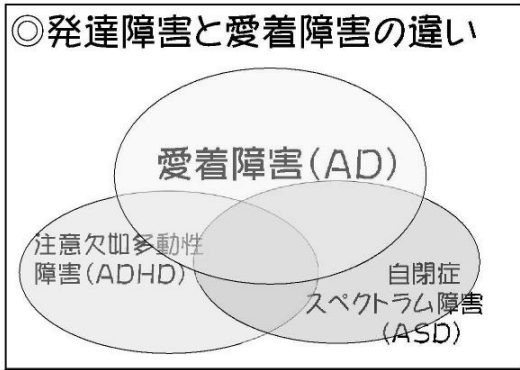 ◎発達障害と愛着障害の違い
愛着障害(AD)
注意欠如多動性
障害(ADHD)
自閉症
スペクトラム障害
(ASD)